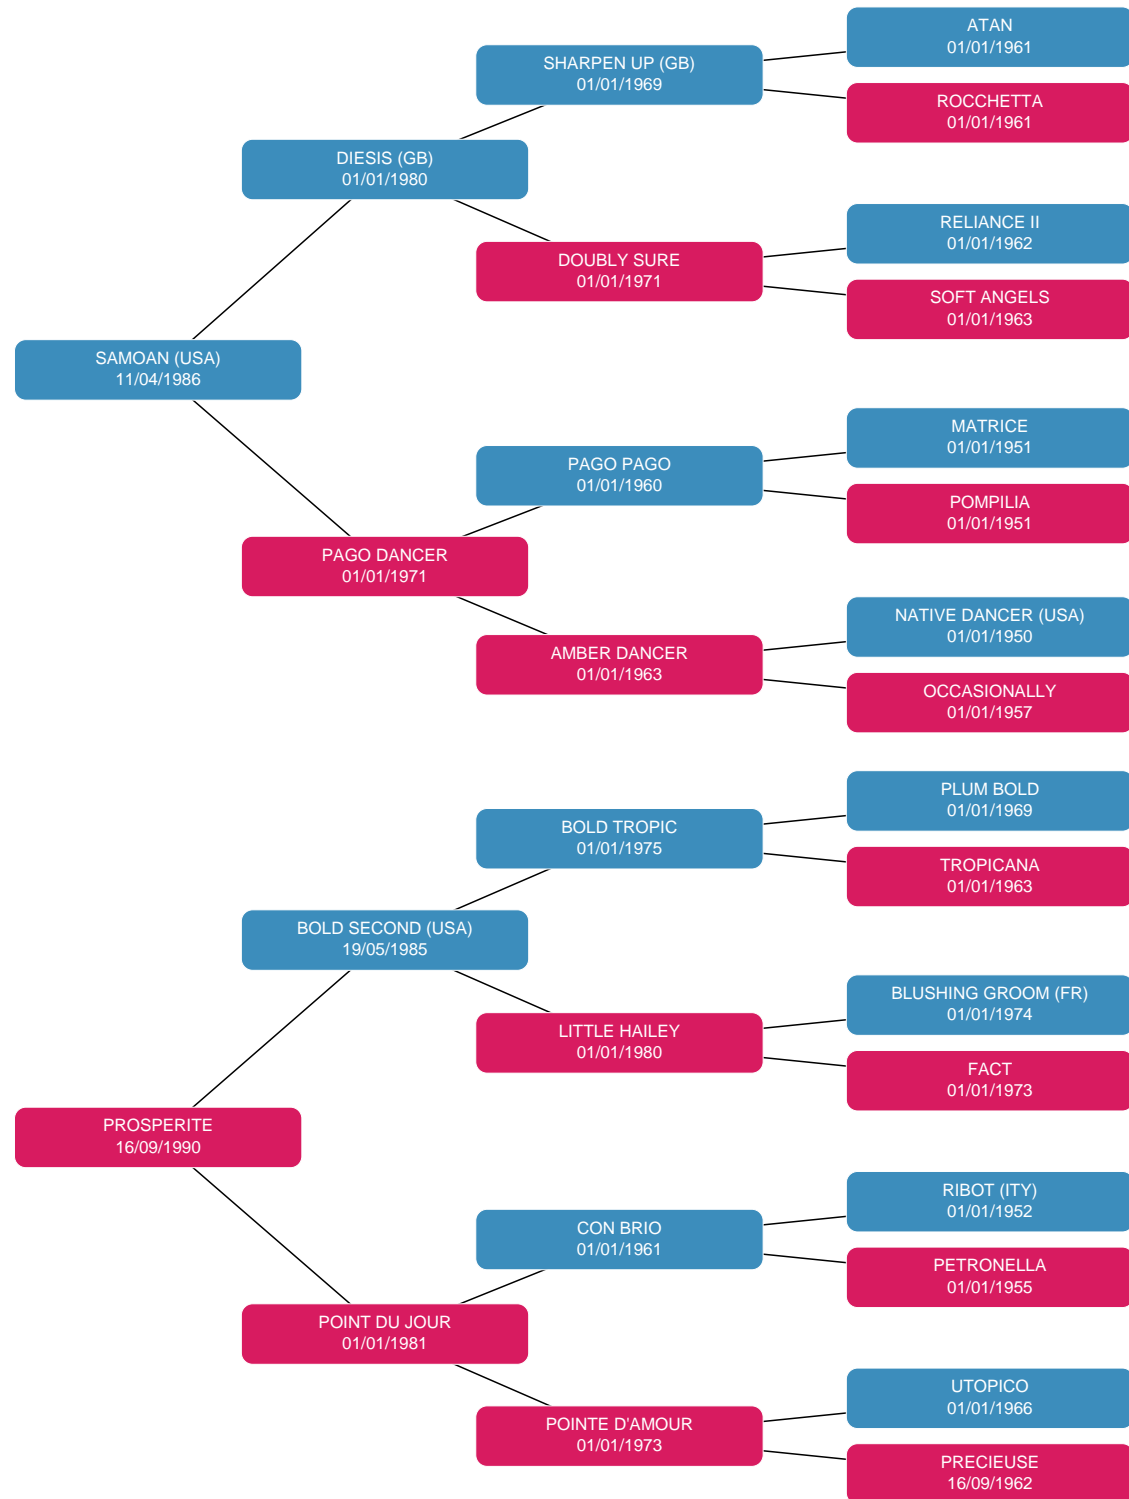 ATAN
01/01/1961
SHARPEN UP (GB)
01/01/1969
ROCCHETTA
01/01/1961
DIESIS (GB)
01/01/1980
RELIANCE II
01/01/1962
DOUBLY SURE
01/01/1971
SOFT ANGELS
01/01/1963
SAMOAN (USA)
11/04/1986
MATRICE
01/01/1951
PAGO PAGO
01/01/1960
POMPILIA
01/01/1951
PAGO DANCER
01/01/1971
NATIVE DANCER (USA)
01/01/1950
AMBER DANCER
01/01/1963
OCCASIONALLY
01/01/1957
PLUM BOLD
01/01/1969
BOLD TROPIC
01/01/1975
TROPICANA
01/01/1963
BOLD SECOND (USA)
19/05/1985
BLUSHING GROOM (FR)
01/01/1974
LITTLE HAILEY
01/01/1980
FACT
01/01/1973
PROSPERITE
16/09/1990
RIBOT (ITY)
01/01/1952
CON BRIO
01/01/1961
PETRONELLA
01/01/1955
POINT DU JOUR
01/01/1981
UTOPICO
01/01/1966
POINTE D'AMOUR
01/01/1973
PRECIEUSE
16/09/1962